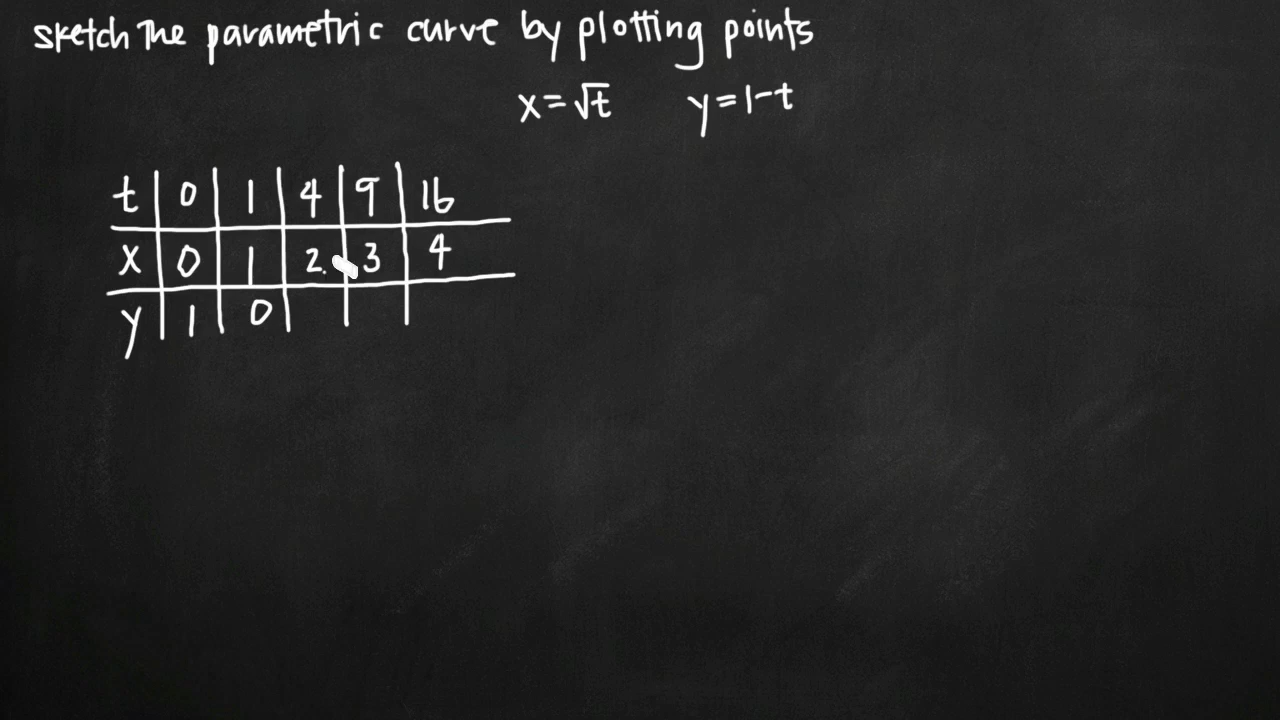 sketch the parametric curve by plotting points
x=√t y=1-t
t 0 1 4 9 16
x 0 1 2 3 4
y 1 0